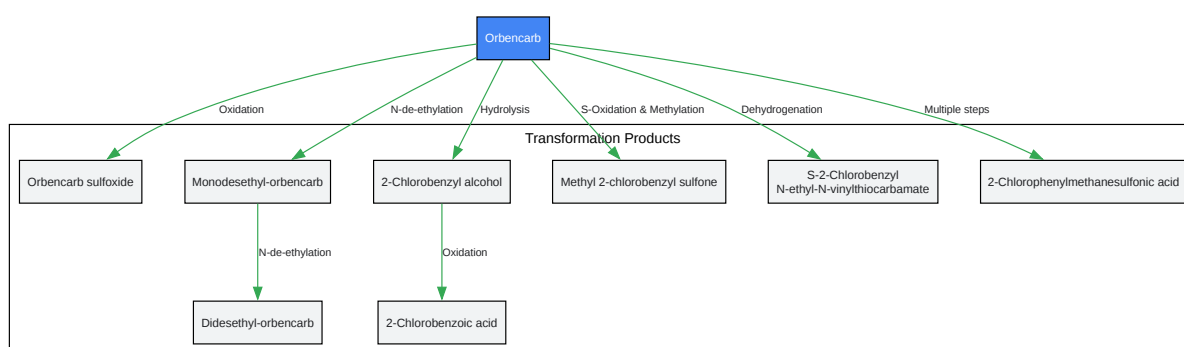 Orbencarb
Oxidation
N-de-ethylation
Hydrolysis
S-Oxidation & Methylation
Dehydrogenation
Multiple steps
Transformation Products
Orbencarb sulfoxide
Monodesethyl-orbencarb
2-Chlorobenzyl alcohol
Methyl 2-chlorobenzyl sulfone
S-2-Chlorobenzyl
N-ethyl-N-vinylthiocarbamate
2-Chlorophenylmethanesulfonic acid
N-de-ethylation
Oxidation
Didesethyl-orbencarb
2-Chlorobenzoic acid